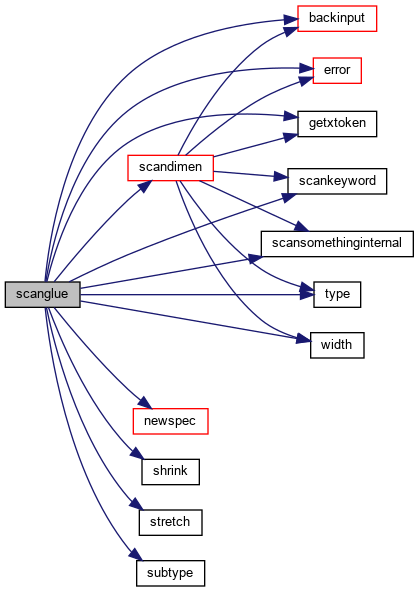 backinput
error
getxtoken
scandimen
scankeyword
scansomethinginternal
scanglue
type
width
newspec
shrink
stretch
subtype